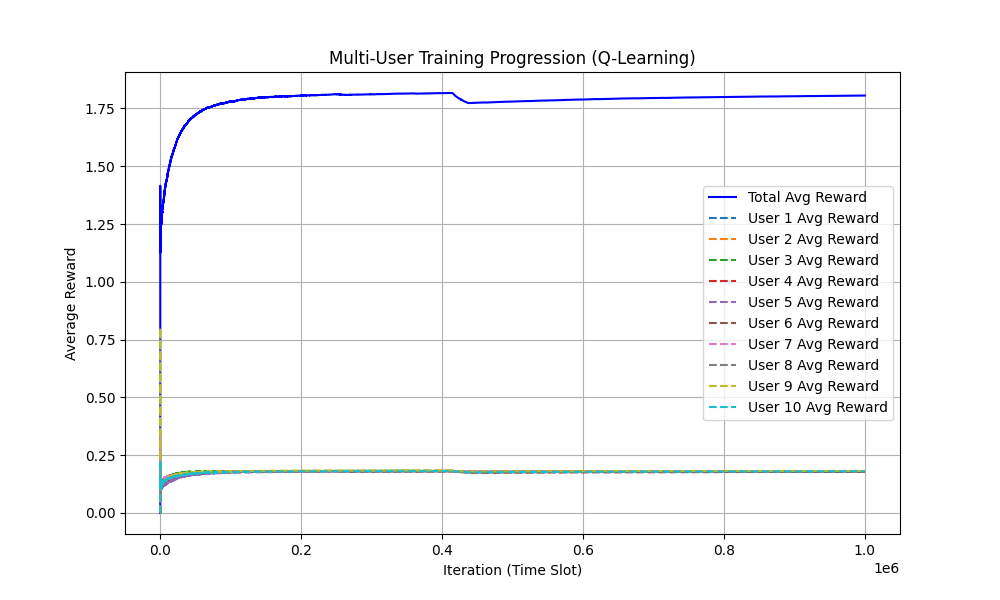 Multi-User Training Progression (Q-Learning)
Average Reward
1.75
1.50
1.25
1.00
0.75
0.50
0.25
0.00
Total Avg Reward
User 1 Avg Reward
User 2 Avg Reward
User 3 Avg Reward
User 4 Avg Reward
User 5 Avg Reward
User 6 Avg Reward
User 7 Avg Reward
User 8 Avg Reward
User 9 Avg Reward
User 10 Avg Reward
0.0 0.2 0.4 0.6 0.8 1.0
1e6
Iteration (Time Slot)